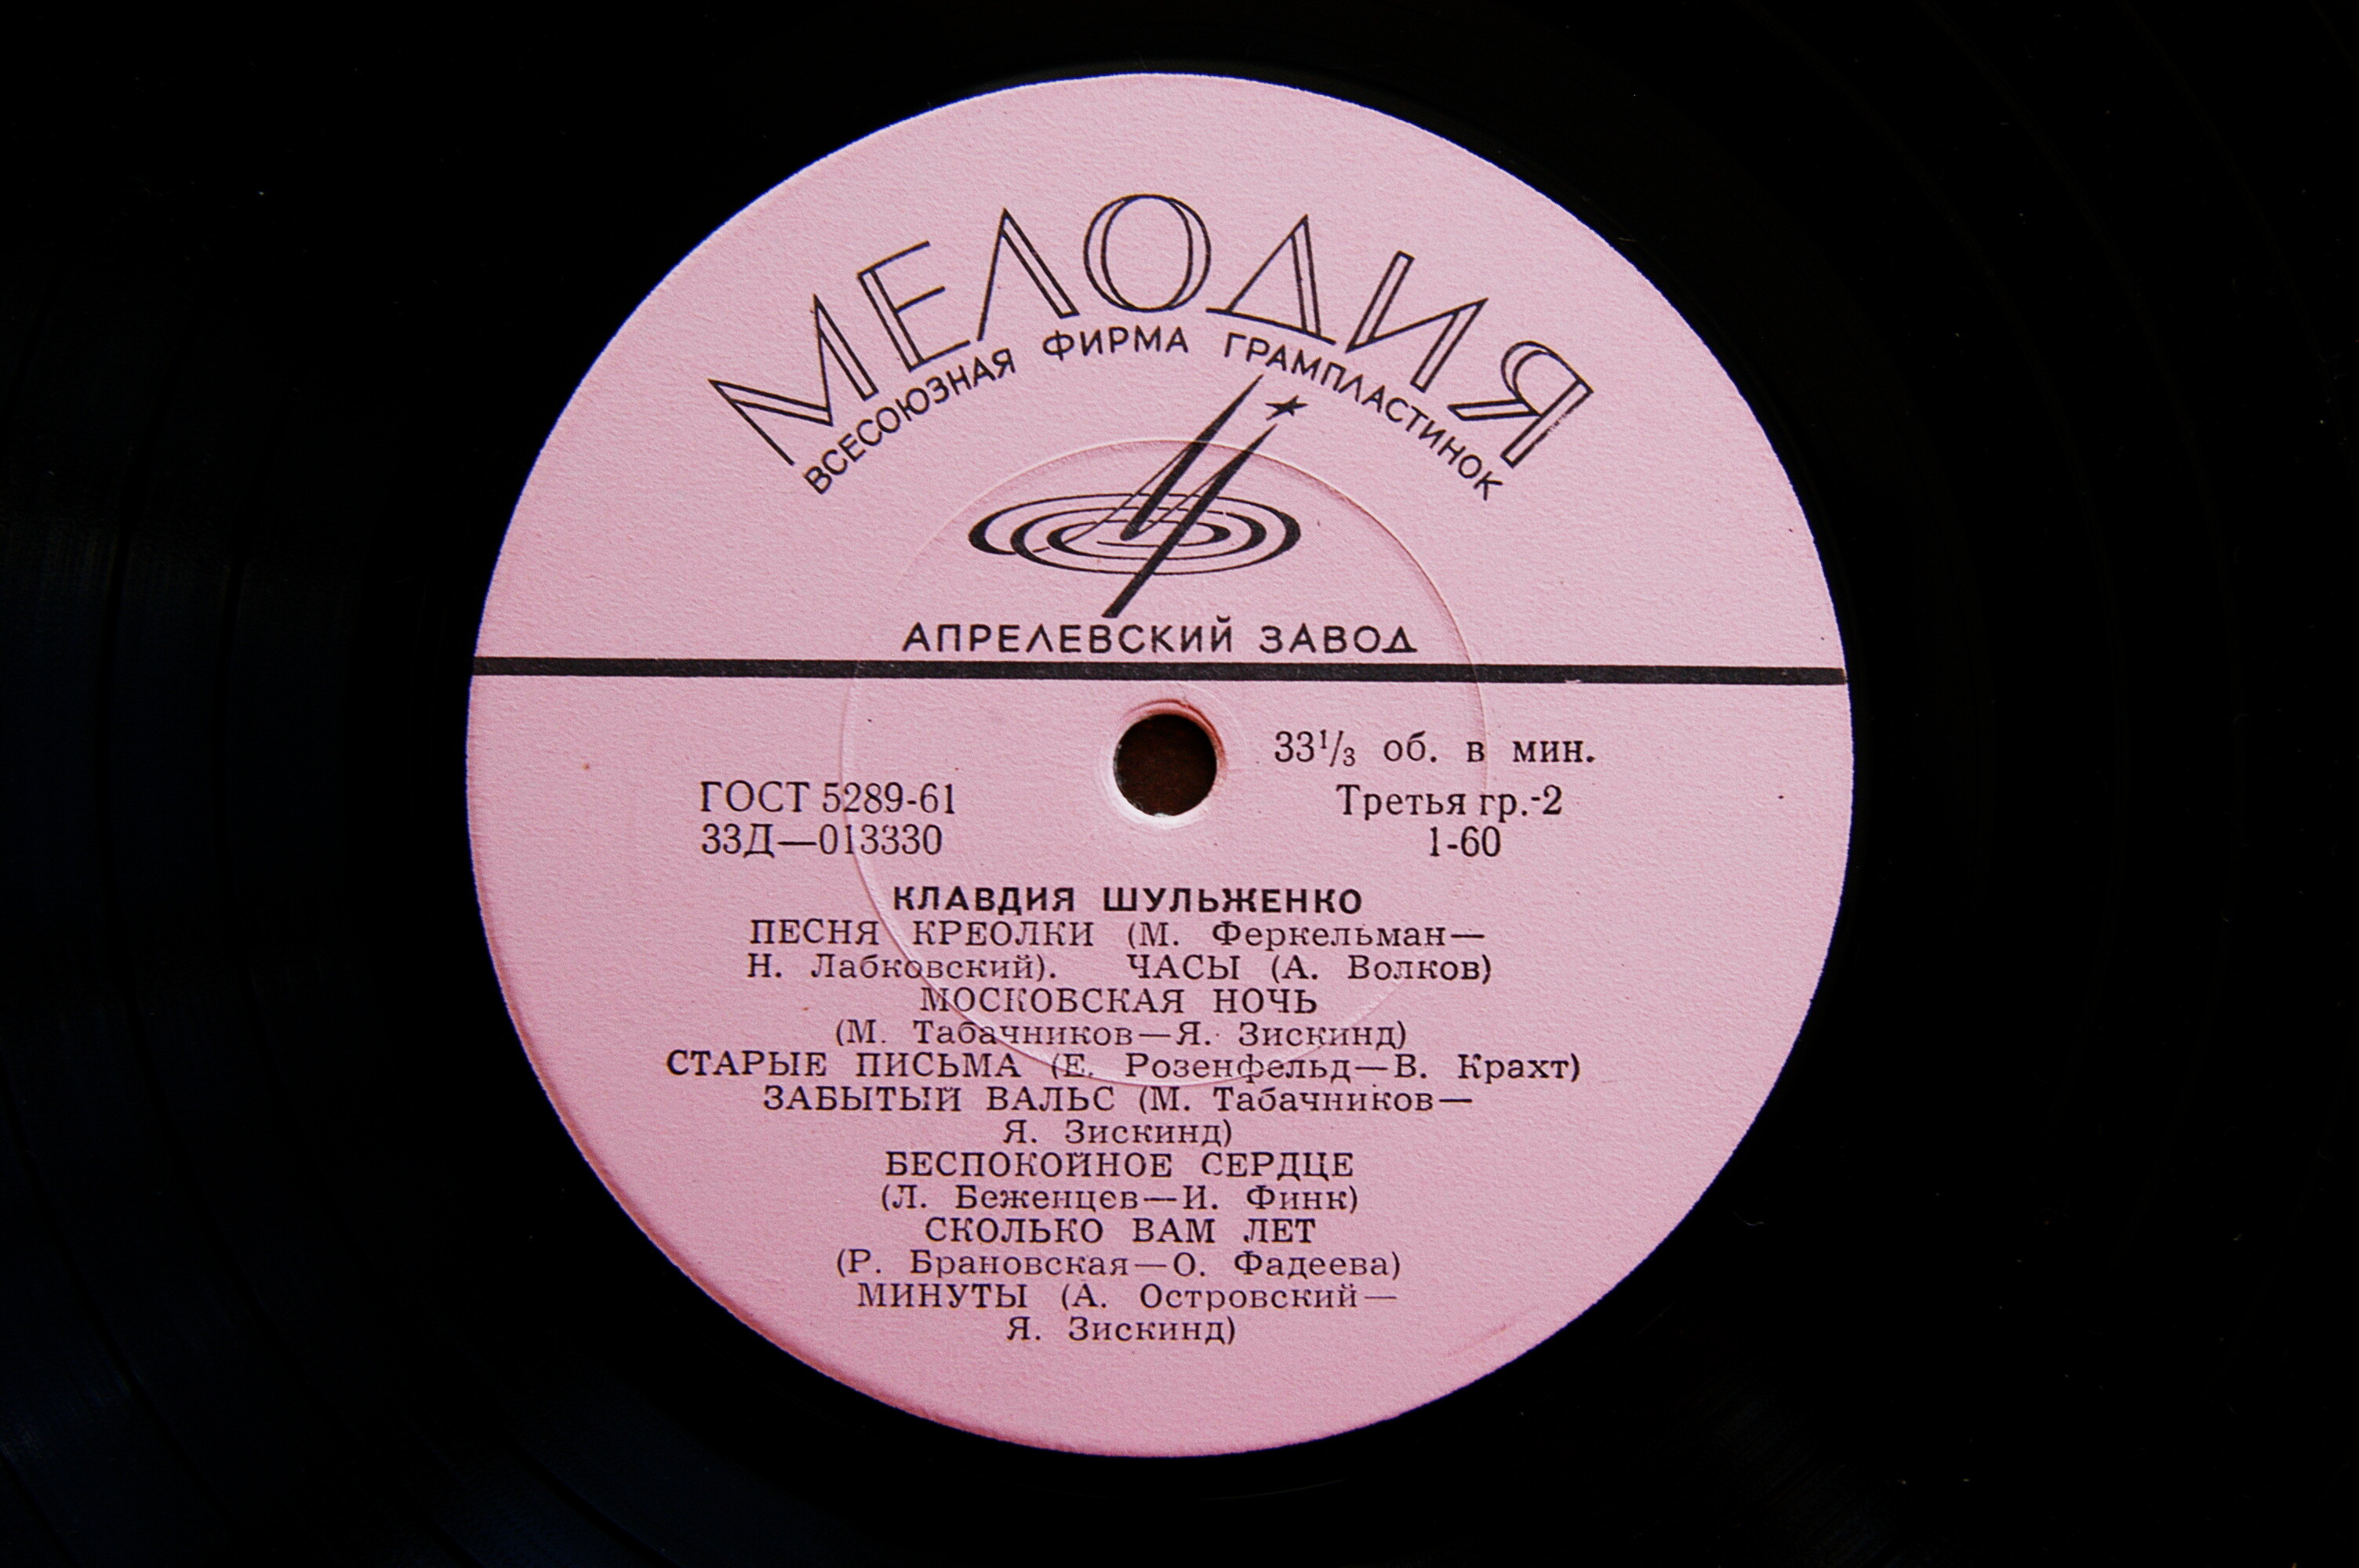 МЕЛОДИЯ
ВСЕСОЮЗНАЯ ФИРМА ГРАМПЛАСТИНОК
АПРЕЛЕВСКИЙ ЗАВОД
33¹/₃ об. в мин.
ГОСТ 5289-61
Третья гр.-2
33Д—013330
1-60
КЛАВДИЯ ШУЛЬЖЕНКО
ПЕСНЯ КРЕОЛКИ (М. Феркельман—
Н. Лабковский). ЧАСЫ (А. Волков)
МОСКОВСКАЯ НОЧЬ
(М. Табачников—Я. Зискинд)
СТАРЫЕ ПИСЬМА (Е. Розенфельд—В. Крахт)
ЗАБЫТЫЙ ВАЛЬС (М. Табачников—
Я. Зискинд)
БЕСПОКОЙНОЕ СЕРДЦЕ
(Л. Беженцев—И. Финк)
СКОЛЬКО ВАМ ЛЕТ
(Р. Брановская—О. Фадеева)
МИНУТЫ (А. Островский—
Я. Зискинд)